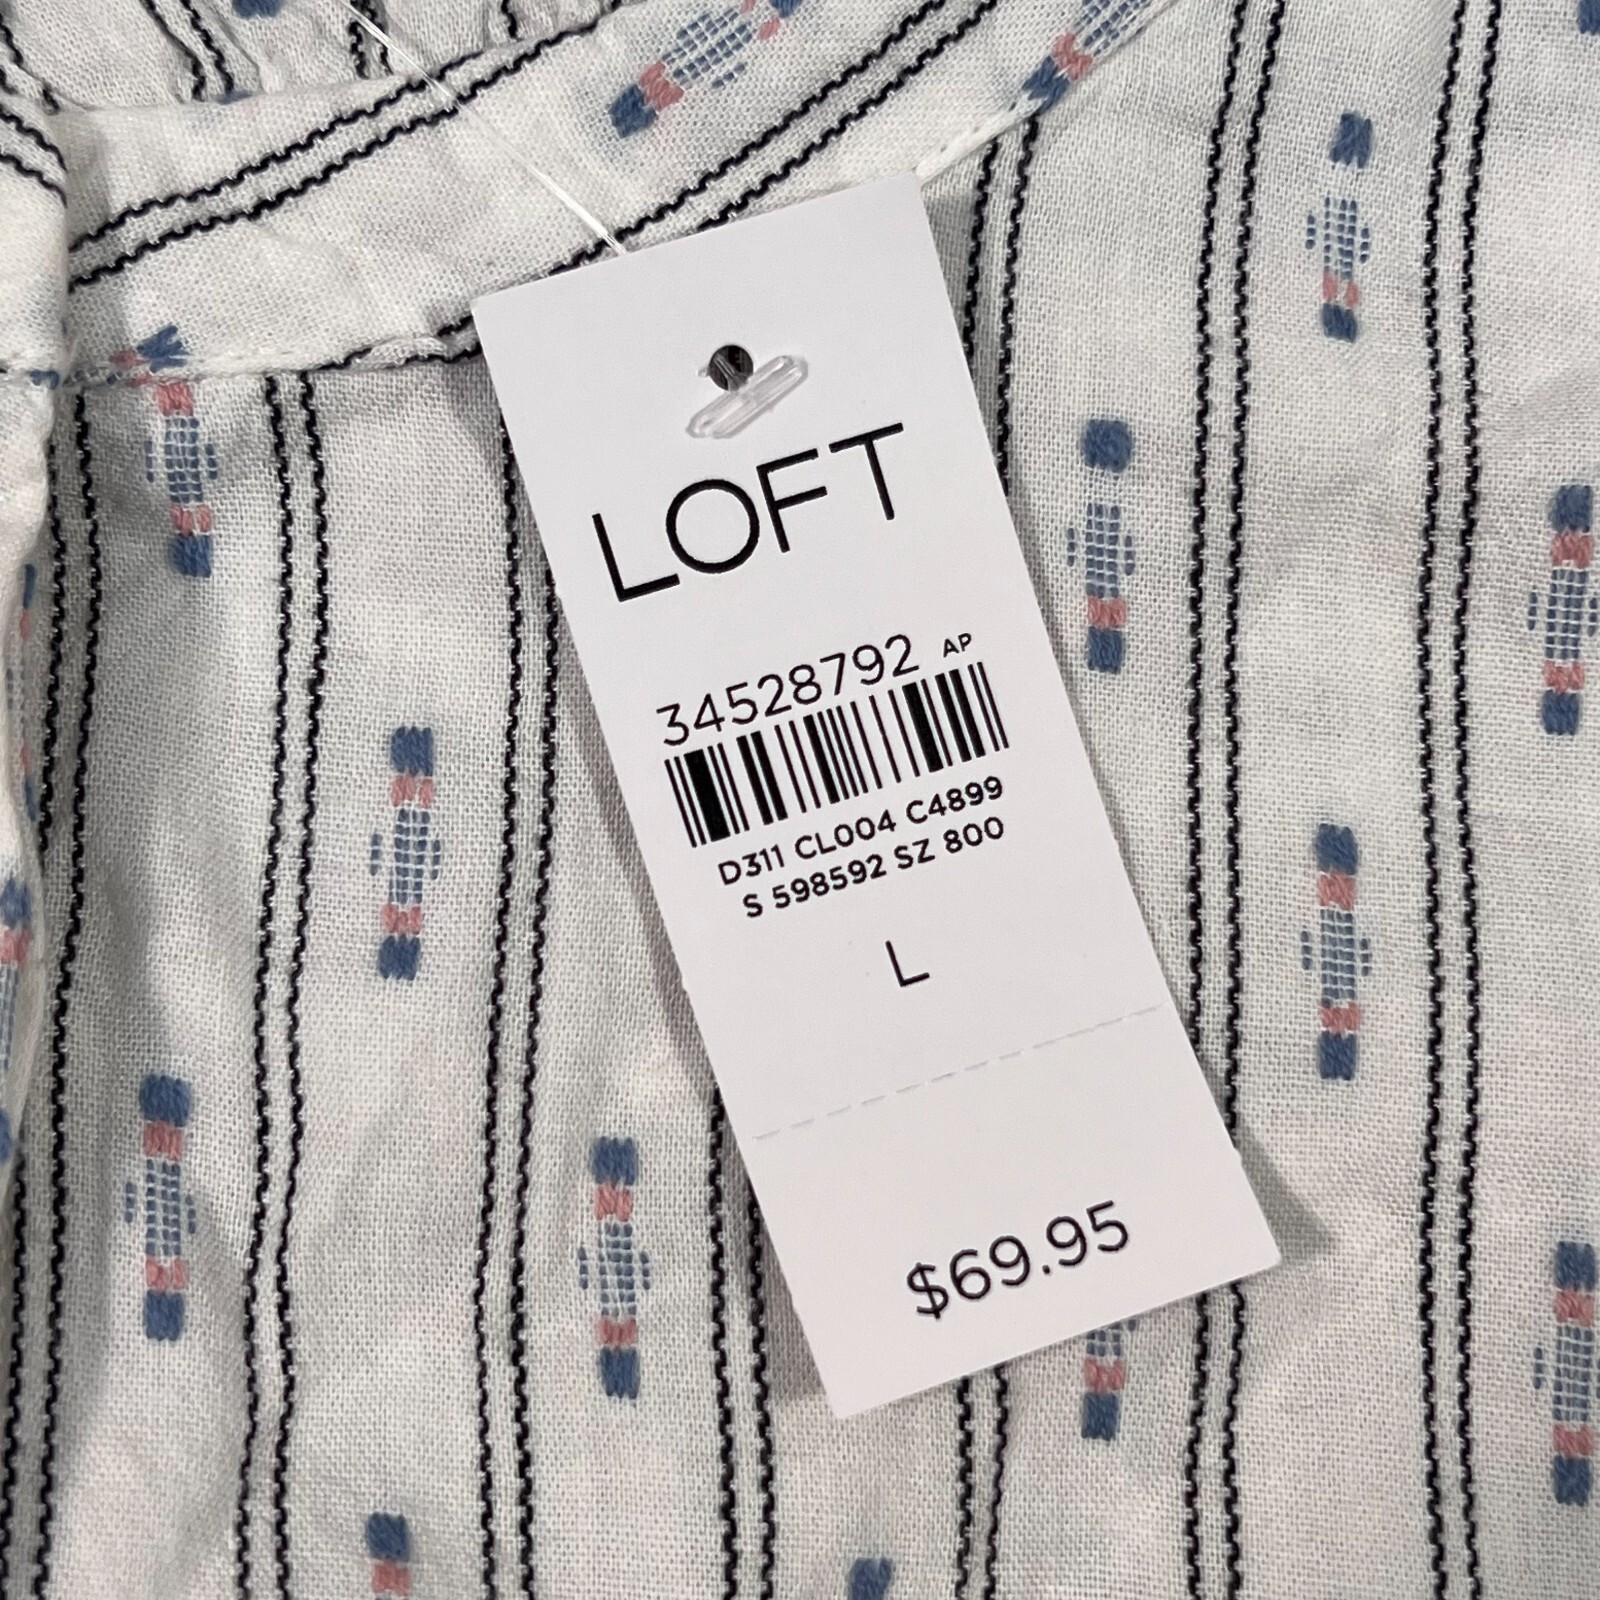 LOFT
34528792 AP
D311 CL004 C4899
S 598592 SZ 800
L
$69.95